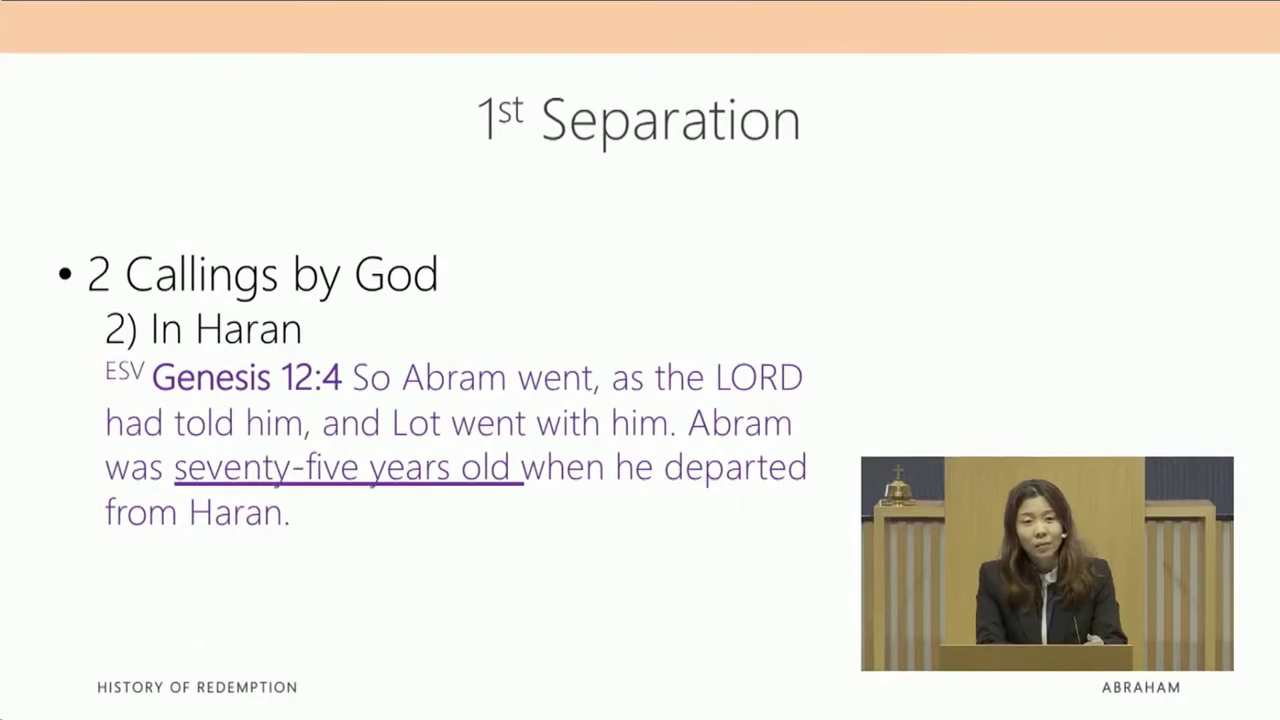 1st Separation
• 2 Callings by God
2) In Haran
ESV Genesis 12:4 So Abram went, as the LORD
had told him, and Lot went with him. Abram
was seventy-five years old when he departed
from Haran.
HISTORY OF REDEMPTION
ABRAHAM